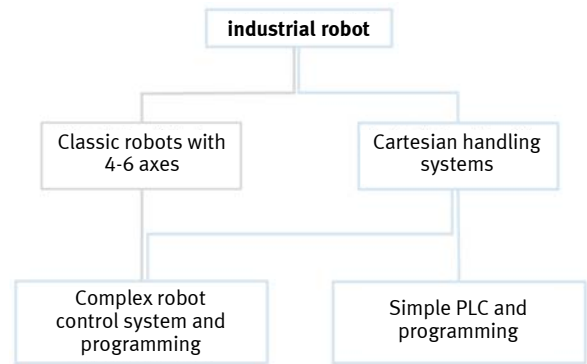 industrial robot
Classic robots with
4-6 axes
Cartesian handling
systems
Complex robot
control system and
programming
Simple PLC and
programming